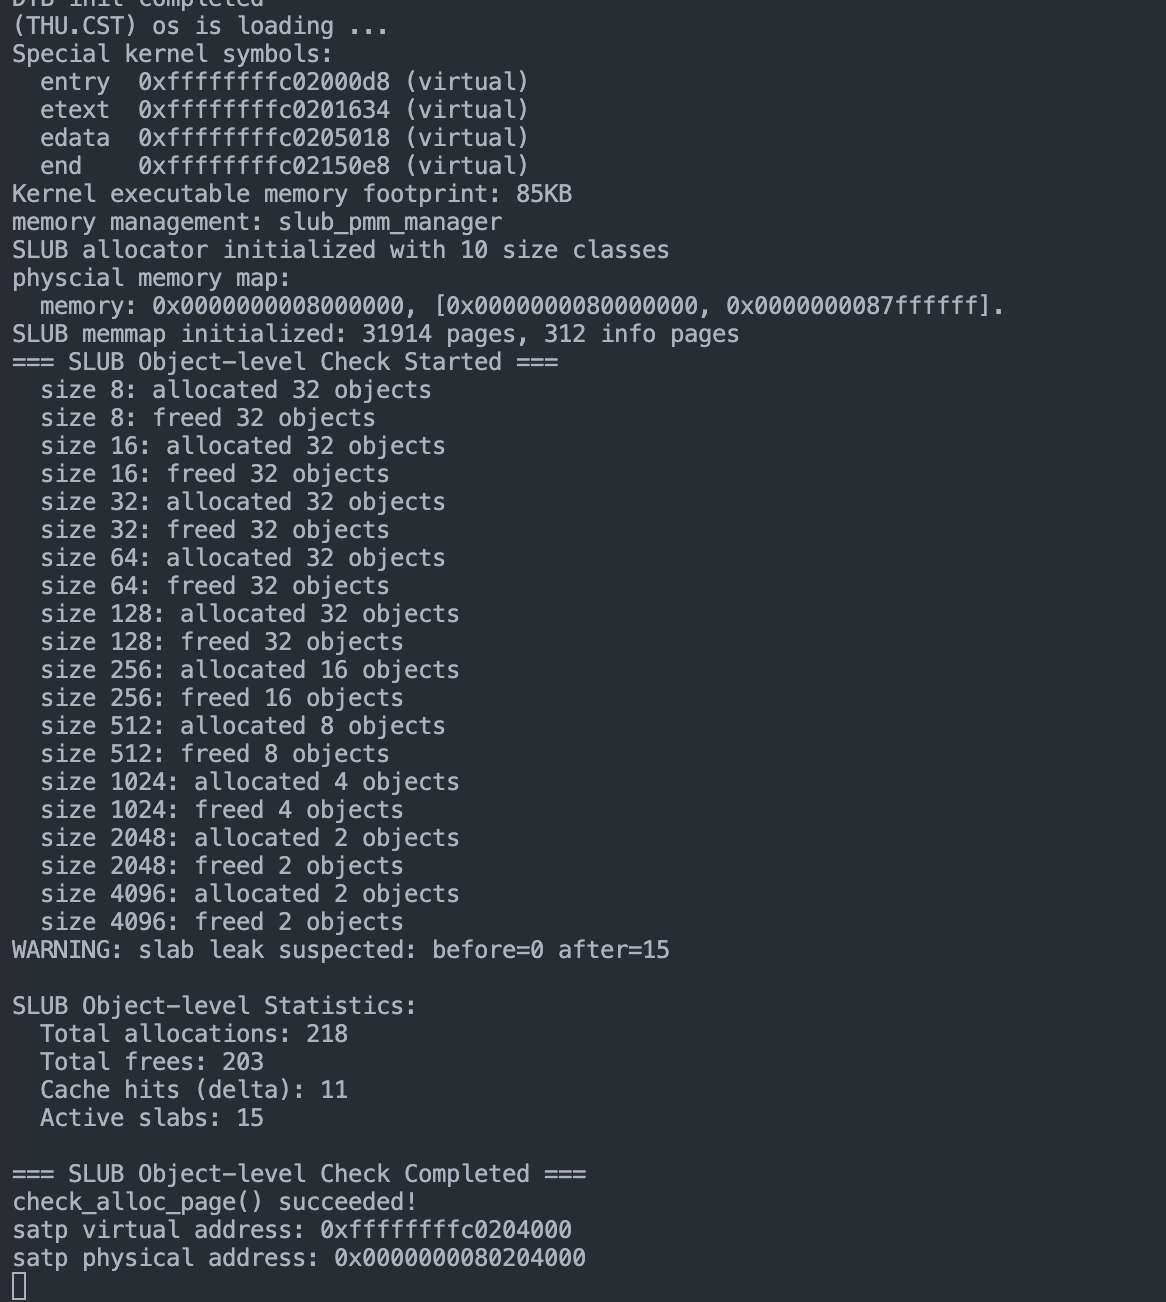 DTB init completed
(THU.CST) os is loading ...
Special kernel symbols:
  entry  0xffffffffc02000d8 (virtual)
  etext  0xffffffffc0201634 (virtual)
  edata  0xffffffffc0205018 (virtual)
  end    0xffffffffc02150e8 (virtual)
Kernel executable memory footprint: 85KB
memory management: slub_pmm_manager
SLUB allocator initialized with 10 size classes
physcial memory map:
  memory: 0x0000000008000000, [0x0000000080000000, 0x0000000087ffffff].
SLUB memmap initialized: 31914 pages, 312 info pages
=== SLUB Object-level Check Started ===
  size 8: allocated 32 objects
  size 8: freed 32 objects
  size 16: allocated 32 objects
  size 16: freed 32 objects
  size 32: allocated 32 objects
  size 32: freed 32 objects
  size 64: allocated 32 objects
  size 64: freed 32 objects
  size 128: allocated 32 objects
  size 128: freed 32 objects
  size 256: allocated 16 objects
  size 256: freed 16 objects
  size 512: allocated 8 objects
  size 512: freed 8 objects
  size 1024: allocated 4 objects
  size 1024: freed 4 objects
  size 2048: allocated 2 objects
  size 2048: freed 2 objects
  size 4096: allocated 2 objects
  size 4096: freed 2 objects
WARNING: slab leak suspected: before=0 after=15

SLUB Object-level Statistics:
  Total allocations: 218
  Total frees: 203
  Cache hits (delta): 11
  Active slabs: 15

=== SLUB Object-level Check Completed ===
check_alloc_page() succeeded!
satp virtual address: 0xffffffffc0204000
satp physical address: 0x0000000080204000